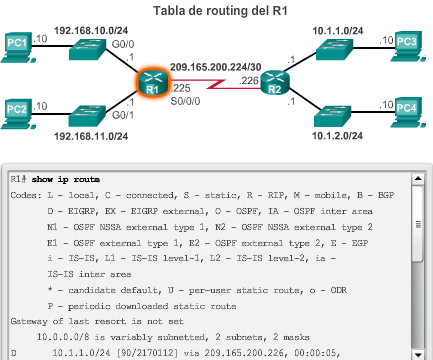 Tabla de routing del R1
192.168.10.0/24
10.1.1.0/24
PC1
.10
G0/0
.1
.1
.10
PC3
209.165.200.224/30
R1
.225
S0/0/0
.226
R2
PC2
.10
.1
G0/1
.1
.10
PC4
192.168.11.0/24
10.1.2.0/24
R1# show ip route
Codes: L - local, C - connected, S - static, R - RIP, M - mobile, B - BGP
D - EIGRP, EX - EIGRP external, O - OSPF, IA - OSPF inter area
N1 - OSPF NSSA external type 1, N2 - OSPF NSSA external type 2
E1 - OSPF external type 1, E2 - OSPF external type 2, E - EGP
i - IS-IS, L1 - IS-IS level-1, L2 - IS-IS level-2, ia -
IS-IS inter area
* - candidate default, U - per-user static route, o - ODR
P - periodic downloaded static route
Gateway of last resort is not set
10.0.0.0/8 is variably subnetted, 2 subnets, 2 masks
D 10.1.1.0/24 [90/2170112] via 209.165.200.226, 00:00:05,